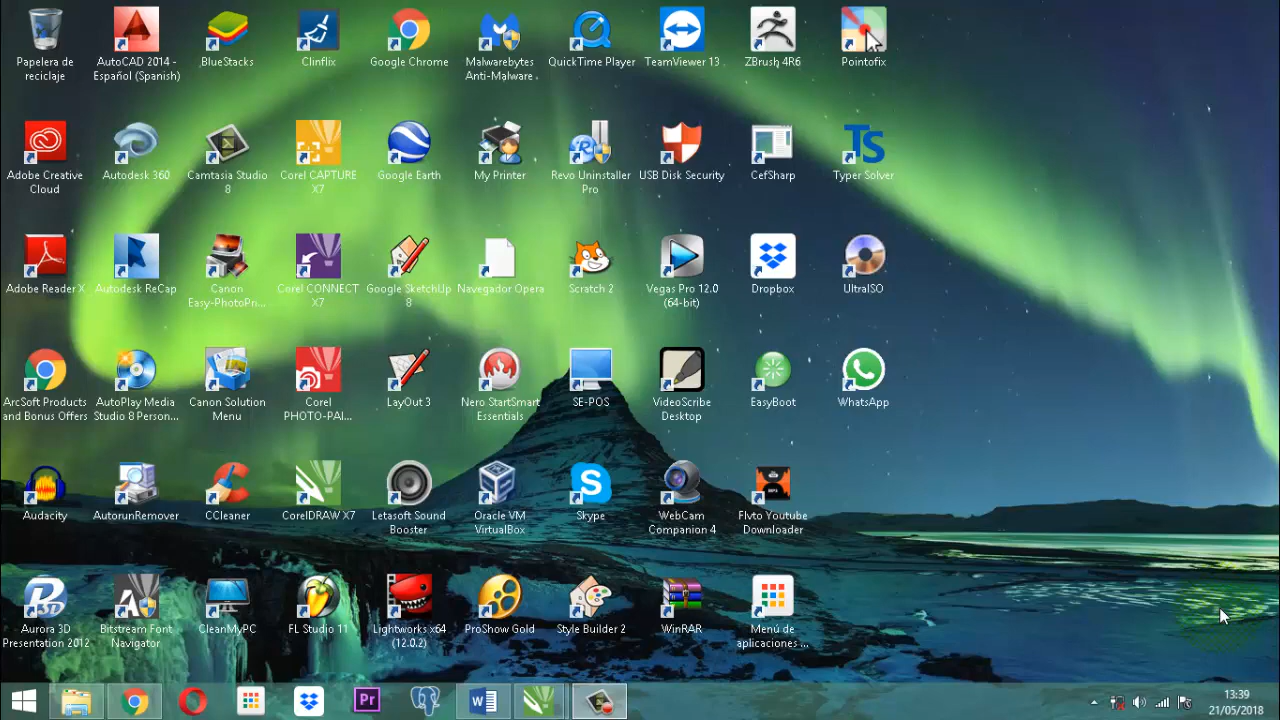 Papelera de
reciclaje
AutoCAD 2014 -
Español (Spanish)
BlueStacks
Clinflix
Google Chrome
Malwarebytes
Anti-Malware
QuickTime Player
TeamViewer 13
ZBrush 4R6
Pointofix
Adobe Creative
Cloud
Autodesk 360
Camtasia Studio
8
Corel CAPTURE
X7
Google Earth
My Printer
Revo Uninstaller
Pro
USB Disk Security
CefSharp
TS
Typer Solver
Adobe Reader X
Autodesk ReCap
Canon
Easy-PhotoPri...
Corel CONNECT
X7
Google SketchUp
8
Navegador Opera
Scratch 2
Vegas Pro 12.0
(64-bit)
Dropbox
UltraISO
ArcSoft Products
and Bonus Offers
AutoPlay Media
Studio 8 Person...
Canon Solution
Menu
Corel
PHOTO-PAI...
LayOut 3
Nero StartSmart
Essentials
SE-POS
VideoScribe
Desktop
EasyBoot
WhatsApp
Audacity
AutorunRemover
CCleaner
CorelDRAW X7
Letasoft Sound
Booster
Oracle VM
VirtualBox
Skype
WebCam
Companion 4
Flvto Youtube
Downloader
Aurora 3D
Presentation 2012
Bitstream Font
Navigator
CleanMyPC
FL Studio 11
Lightworks x64
(12.0.2)
ProShow Gold
Style Builder 2
WinRAR
Menú de
aplicaciones ...
Pr
13:39
21/05/2018